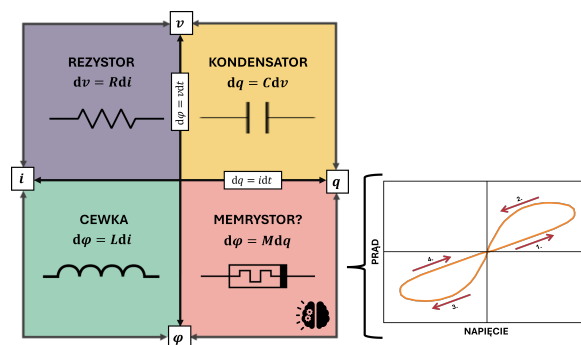 v
REZYSTOR
dv = Rdi
KONDENSATOR
dq = Cdv
dφ = vdt
i
dq = idt
q
CEWKA
dφ = Ldi
MEMRYSTOR?
dφ = Mdq
φ
PRĄD
2.
1.
4.
3.
NAPIĘCIE